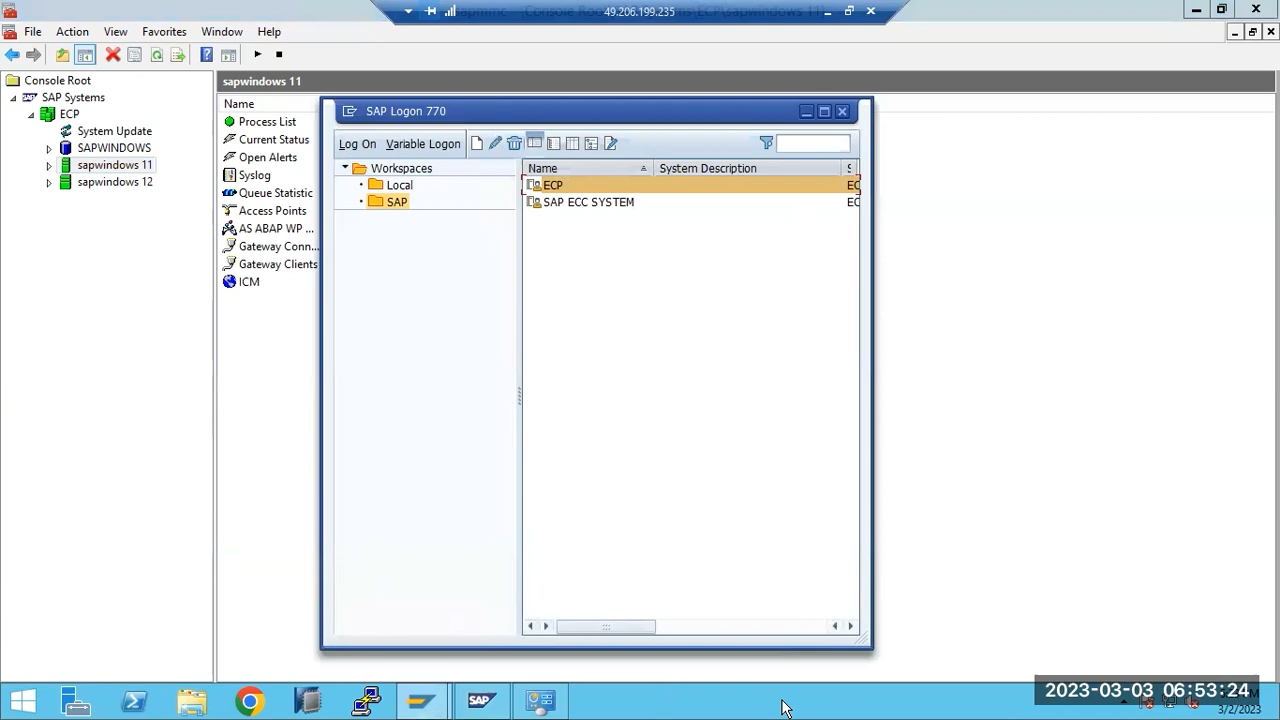 49.206.199.235
File Action View Favorites Window Help
Console Root
SAP Systems
ECP
System Update
SAPWINDOWS
sapwindows 11
sapwindows 12
sapwindows 11
Name
Process List
Current Status
Open Alerts
Syslog
Queue Statistic
Access Points
AS ABAP WP ...
Gateway Conn...
Gateway Clients
ICM
SAP Logon 770
Log On Variable Logon
Workspaces
Local
SAP
Name System Description S
ECP EC
SAP ECC SYSTEM EC
SAP
2023-03-03 06:53:24
3/2/2023